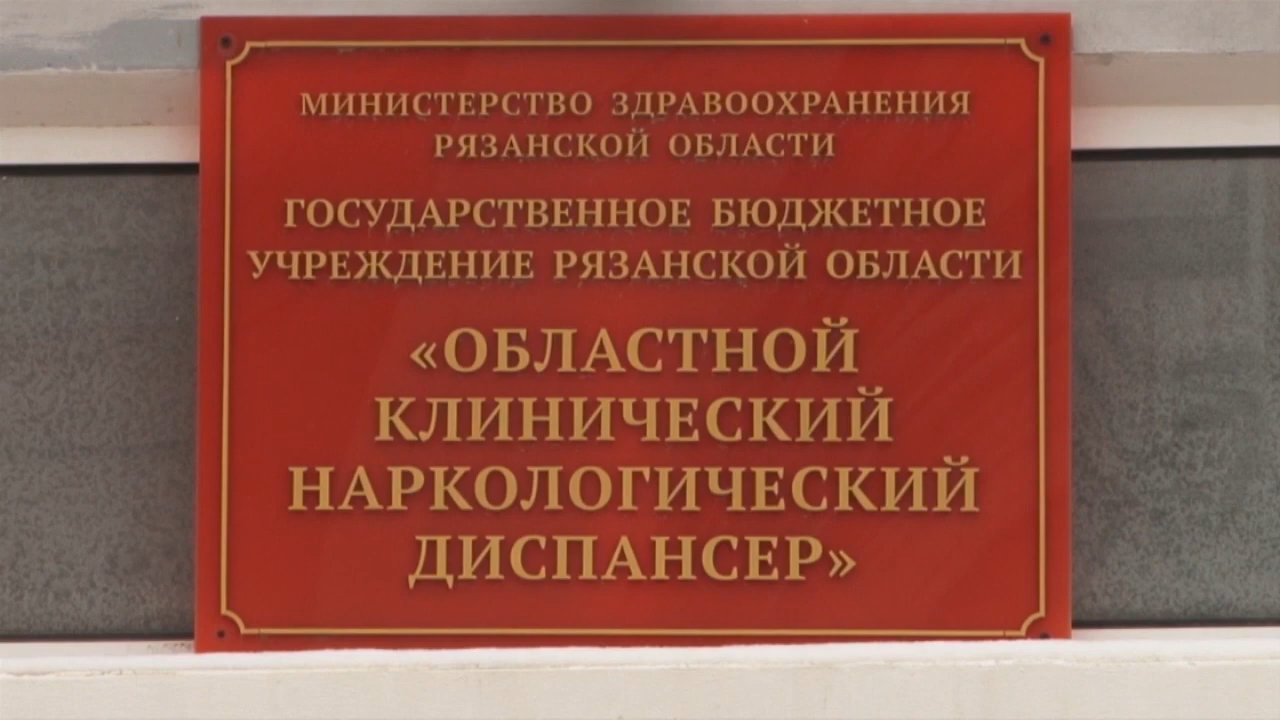 МИНИСТЕРСТВО ЗДРАВООХРАНЕНИЯ
РЯЗАНСКОЙ ОБЛАСТИ
ГОСУДАРСТВЕННОЕ БЮДЖЕТНОЕ
УЧРЕЖДЕНИЕ РЯЗАНСКОЙ ОБЛАСТИ
«ОБЛАСТНОЙ
КЛИНИЧЕСКИЙ
НАРКОЛОГИЧЕСКИЙ
ДИСПАНСЕР»